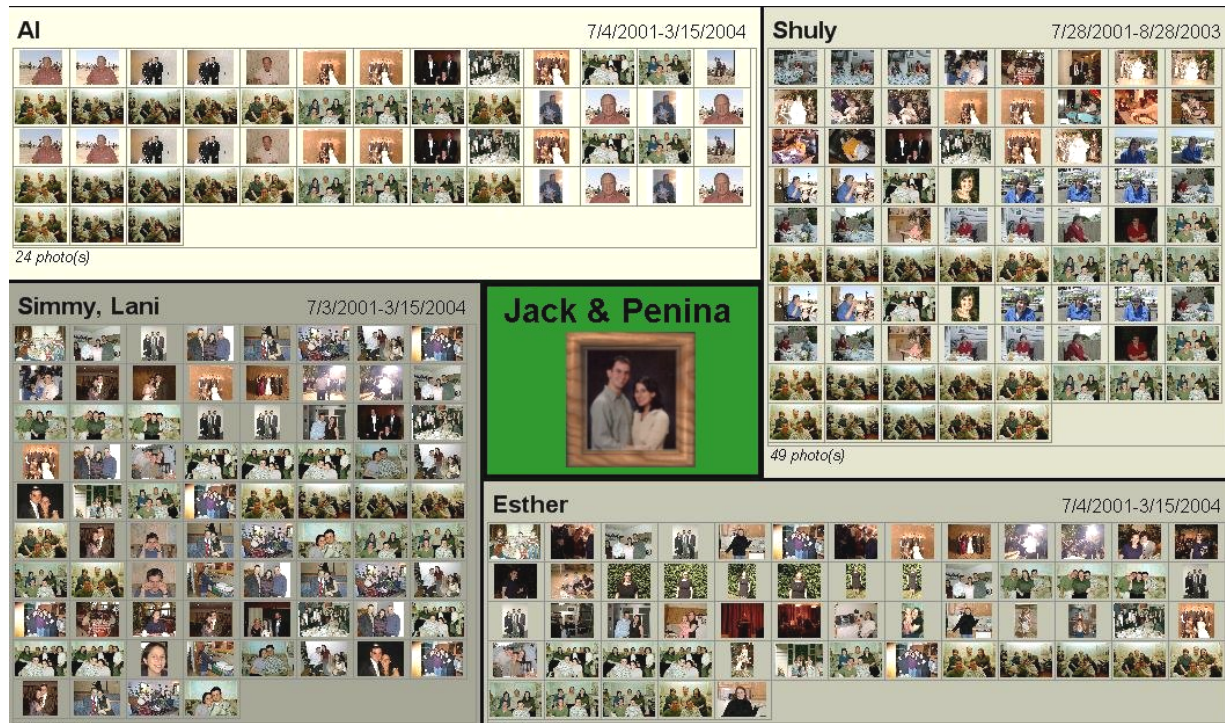 Al 7/4/2001-3/15/2004
24 photo(s)
Shuly 7/28/2001-8/28/2003
49 photo(s)
Simmy, Lani 7/3/2001-3/15/2004
Jack & Penina
Esther 7/4/2001-3/15/2004